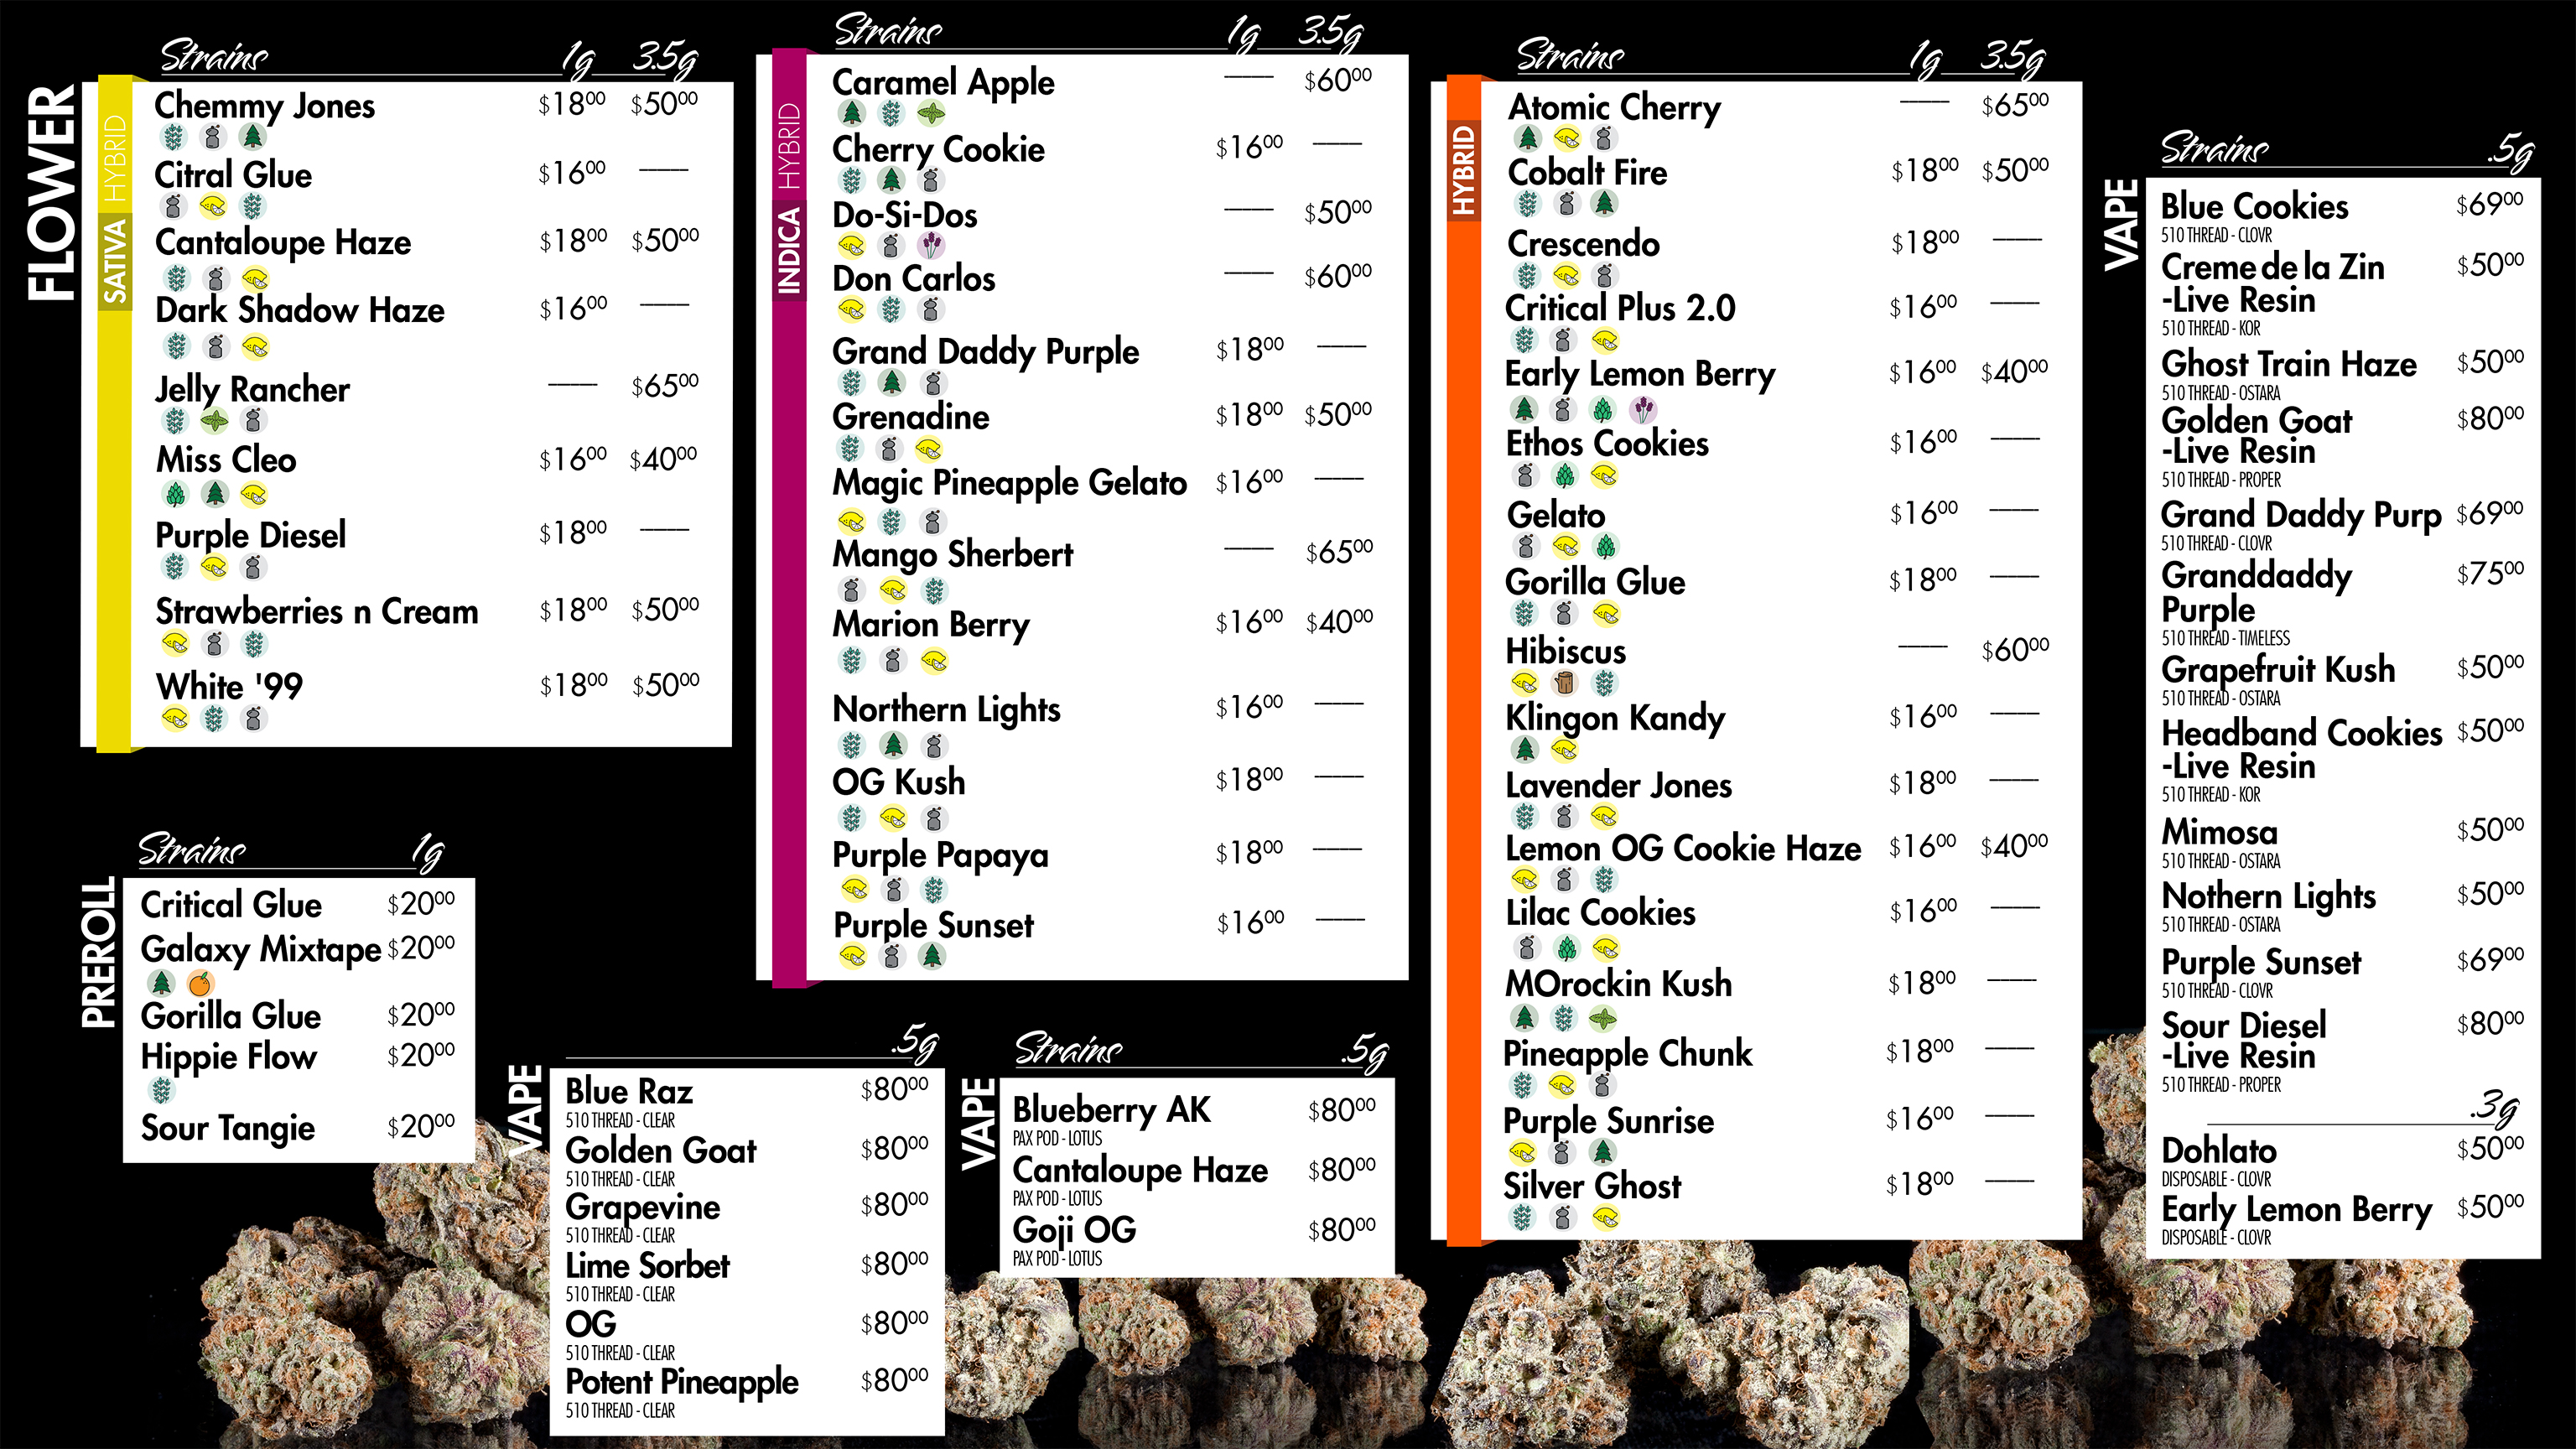 FLOWER
Strains 1g 3.5g
SATIVA HYBRID
Chemmy Jones $18⁰⁰ $50⁰⁰
Citral Glue $16⁰⁰ —
Cantaloupe Haze $18⁰⁰ $50⁰⁰
Dark Shadow Haze $16⁰⁰ —
Jelly Rancher — $65⁰⁰
Miss Cleo $16⁰⁰ $40⁰⁰
Purple Diesel $18⁰⁰ —
Strawberries n Cream $18⁰⁰ $50⁰⁰
White '99 $18⁰⁰ $50⁰⁰
PREROLL
Strains 1g
Critical Glue $20⁰⁰
Galaxy Mixtape $20⁰⁰
Gorilla Glue $20⁰⁰
Hippie Flow $20⁰⁰
Sour Tangie $20⁰⁰
Strains 1g 3.5g
INDICA HYBRID
Caramel Apple — $60⁰⁰
Cherry Cookie $16⁰⁰ —
Do-Si-Dos — $50⁰⁰
Don Carlos — $60⁰⁰
Grand Daddy Purple $18⁰⁰ —
Grenadine $18⁰⁰ $50⁰⁰
Magic Pineapple Gelato $16⁰⁰ —
Mango Sherbert — $65⁰⁰
Marion Berry $16⁰⁰ $40⁰⁰
Northern Lights $16⁰⁰ —
OG Kush $18⁰⁰ —
Purple Papaya $18⁰⁰ —
Purple Sunset $16⁰⁰ —
VAPE
.5g
Blue Raz $80⁰⁰
510 THREAD - CLEAR
Golden Goat $80⁰⁰
510 THREAD - CLEAR
Grapevine $80⁰⁰
510 THREAD - CLEAR
Lime Sorbet $80⁰⁰
510 THREAD - CLEAR
OG $80⁰⁰
510 THREAD - CLEAR
Potent Pineapple $80⁰⁰
510 THREAD - CLEAR
VAPE
Strains .5g
Blueberry AK $80⁰⁰
PAX POD - LOTUS
Cantaloupe Haze $80⁰⁰
PAX POD - LOTUS
Goji OG $80⁰⁰
PAX POD - LOTUS
Strains 1g 3.5g
HYBRID
Atomic Cherry — $65⁰⁰
Cobalt Fire $18⁰⁰ $50⁰⁰
Crescendo $18⁰⁰ —
Critical Plus 2.0 $16⁰⁰ —
Early Lemon Berry $16⁰⁰ $40⁰⁰
Ethos Cookies $16⁰⁰ —
Gelato $16⁰⁰ —
Gorilla Glue $18⁰⁰ —
Hibiscus — $60⁰⁰
Klingon Kandy $16⁰⁰ —
Lavender Jones $18⁰⁰ —
Lemon OG Cookie Haze $16⁰⁰ $40⁰⁰
Lilac Cookies $16⁰⁰ —
MOrockin Kush $18⁰⁰ —
Pineapple Chunk $18⁰⁰ —
Purple Sunrise $16⁰⁰ —
Silver Ghost $18⁰⁰ —
VAPE
Strains .5g
Blue Cookies $69⁰⁰
510 THREAD - CLOVR
Creme de la Zin $50⁰⁰
-Live Resin
510 THREAD - KOR
Ghost Train Haze $50⁰⁰
510 THREAD - OSTARA
Golden Goat $80⁰⁰
-Live Resin
510 THREAD - PROPER
Grand Daddy Purp $69⁰⁰
510 THREAD - CLOVR
Granddaddy $75⁰⁰
Purple
510 THREAD - TIMELESS
Grapefruit Kush $50⁰⁰
510 THREAD - OSTARA
Headband Cookies $50⁰⁰
-Live Resin
510 THREAD - KOR
Mimosa $50⁰⁰
510 THREAD - OSTARA
Nothern Lights $50⁰⁰
510 THREAD - OSTARA
Purple Sunset $69⁰⁰
510 THREAD - CLOVR
Sour Diesel $80⁰⁰
-Live Resin
510 THREAD - PROPER
.3g
Dohlato $50⁰⁰
DISPOSABLE - CLOVR
Early Lemon Berry $50⁰⁰
DISPOSABLE - CLOVR